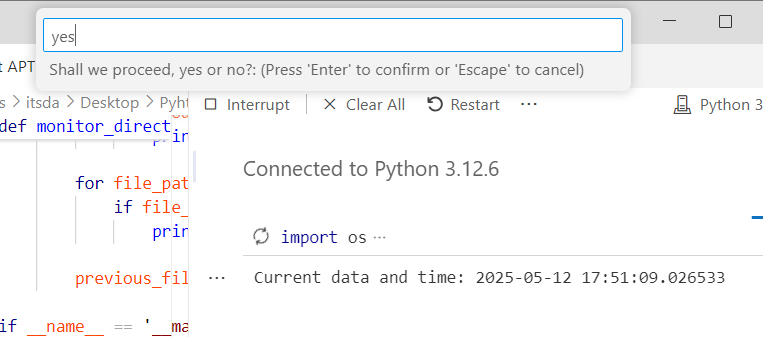 yes
Shall we proceed, yes or no?: (Press 'Enter' to confirm or 'Escape' to cancel)
t APT
s > itsda > Desktop > Pyh
Interrupt
Clear All
Restart
...
Python 3
def monitor_direct
prin
for file_pat
if file_
prin
previous_fil
if __name__ == '__ma
Connected to Python 3.12.6
import os ...
... Current data and time: 2025-05-12 17:51:09.026533